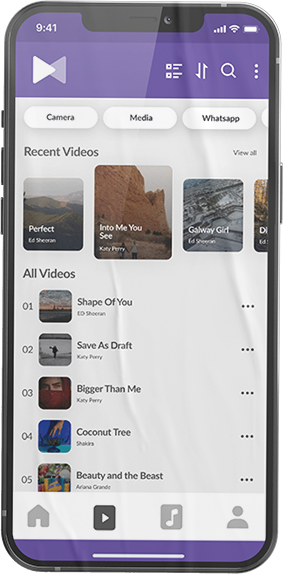 9:41
Camera
Media
Whatsapp
Recent Videos
View all
Perfect
Ed Sheeran
Into Me You
See
Katy Perry
Galway Girl
Ed Sheeran
All Videos
01
Shape Of You
ED Sheeran
02
Save As Draft
Katy Perry
03
Bigger Than Me
Katy Perry
04
Coconut Tree
Shakira
05
Beauty and the Beast
Ariana Grando